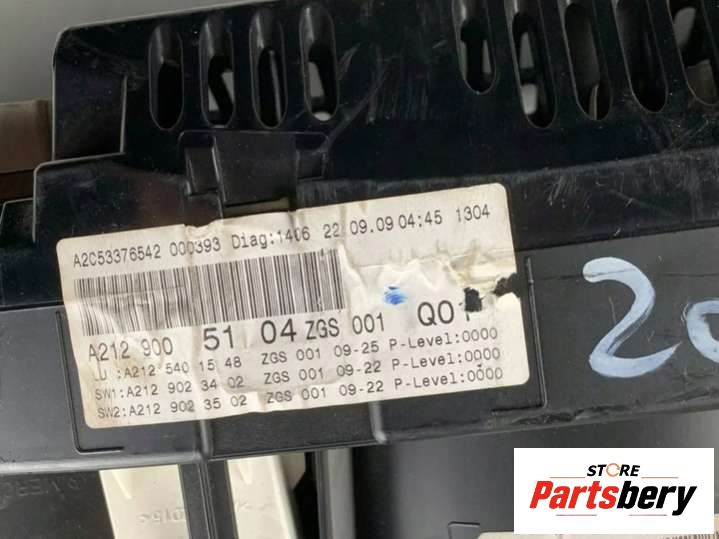 A2C53376542 000393 Diag:1406 22.09.09 04:45 1304
A212 900 51 04 ZGS 001 Q01
LU :A212 540 15 48 ZGS 001 09-25 P-Level:0000
SW1:A212 902 34 02 ZGS 001 09-22 P-Level:0000
SW2:A212 902 35 02 ZGS 001 09-22 P-Level:0000
STORE
Partsbery